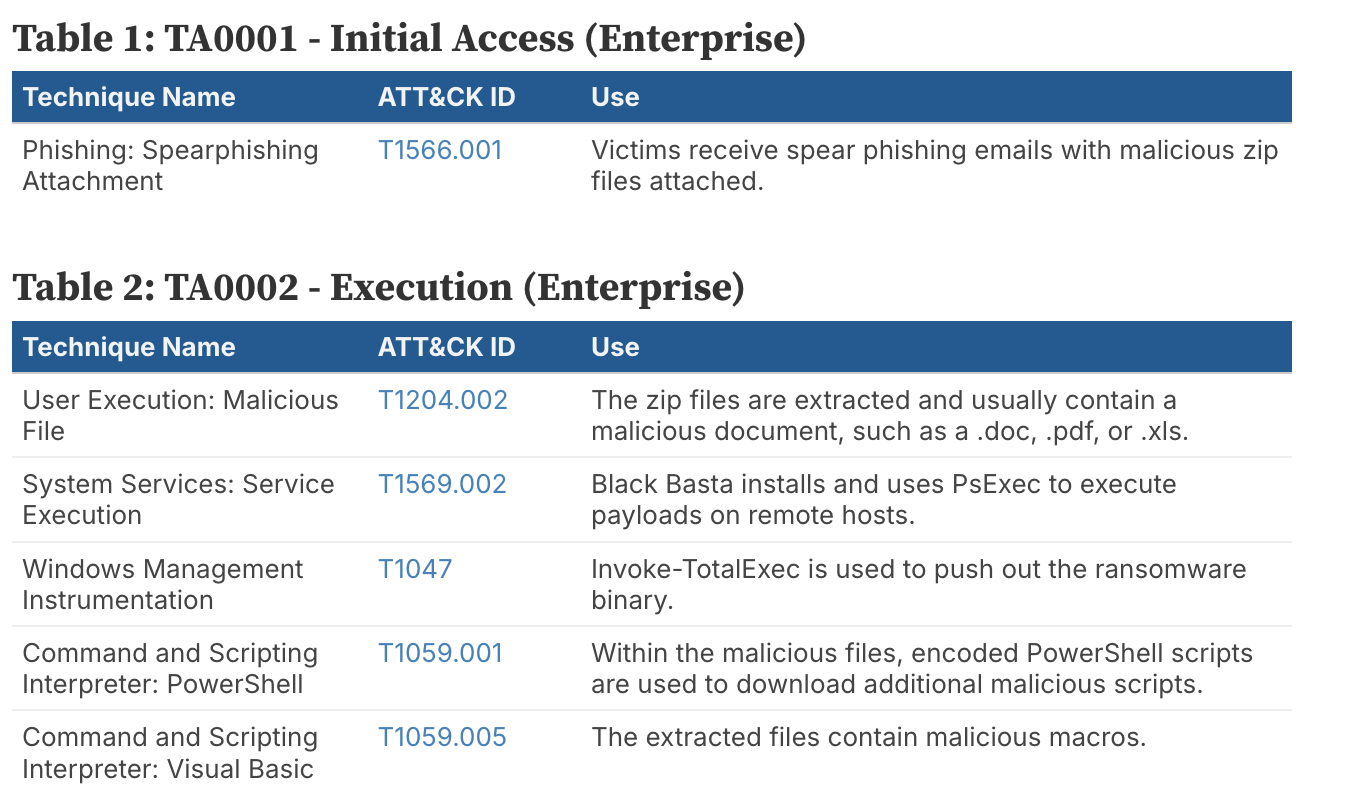 Table 1: TA0001 - Initial Access (Enterprise)
Technique Name ATT&CK ID Use
Phishing: Spearphishing T1566.001 Victims receive spear phishing emails with malicious zip
Attachment files attached.
Table 2: TA0002 - Execution (Enterprise)
Technique Name ATT&CK ID Use
User Execution: Malicious T1204.002 The zip files are extracted and usually contain a
File malicious document, such as a .doc, .pdf, or .xls.
System Services: Service T1569.002 Black Basta installs and uses PsExec to execute
Execution payloads on remote hosts.
Windows Management T1047 Invoke-TotalExec is used to push out the ransomware
Instrumentation binary.
Command and Scripting T1059.001 Within the malicious files, encoded PowerShell scripts
Interpreter: PowerShell are used to download additional malicious scripts.
Command and Scripting T1059.005 The extracted files contain malicious macros.
Interpreter: Visual Basic